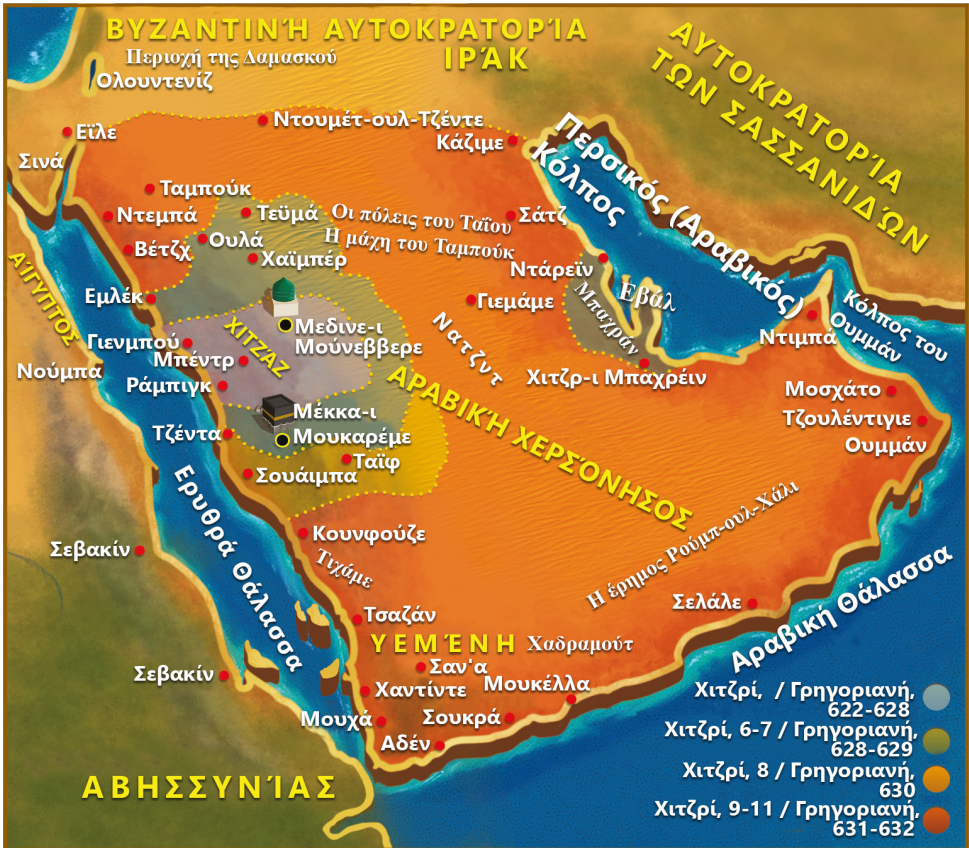 ΒΥΖΑΝΤΙΝΉ ΑΥΤΟΚΡΑΤΟΡΊΑ
Περιοχή της Δαμασκού
ΙΡΆΚ
Ολουντενίζ
ΑΥΤΟΚΡΑΤΟΡΊΑ
ΤΩΝ ΣΑΣΣΑΝΙΔΏΝ
Εϊλε
Ντουμέτ-ουλ-Τζέντε
Κάζιμε
Περσικός (Αραβικός)
Κόλπος
Σινά
Ταμπούκ
Ντεμπά
Τεϋμά
Οι πόλεις του Ταΐου
Σάτζ
Η μάχη του Ταμπούκ
Βέτζχ
Ουλά
Χαϊμπέρ
Ντάρεϊν
ΑΊΓΥΠΤΟΣ
Εμλέκ
Γιεμάμε
Μπαχράν
Εβάλ
Κόλπος του
Ουμμάν
Ντιμπά
ΧΙΤΖΑΖ
Μεδινε-ι
Μούνεββερε
Γιενμπού
Μπέντρ
Νατζντ
Νούμπα
Ράμπιγκ
Χιτζρ-ι Μπαχρέιν
ΑΡΑΒΙΚΉ ΧΕΡΣΌΝΗΣΟΣ
Μοσχάτο
Μέκκα-ι
Μουκαρέμε
Τζέντα
Τζουλέντιγιε
Ουμμάν
Ταϊφ
Σουάιμπα
Ερυθρά Θάλασσα
Κουνφούζε
Τιχάμε
Η έρημος Ρούμπ-ουλ-Χάλι
Σεβακίν
Σελάλε
Αραβική Θάλασσα
Τσαζάν
ΥΕΜΈΝΗ
Χαδραμούτ
Σαν'α
Σεβακίν
Χαντίντε
Μουκέλλα
Μουχά
Σουκρά
Αδέν
ΑΒΗΣΣΥΝΊΑΣ
Χιτζρί, / Γρηγοριανή,
622-628
Χιτζρί, 6-7 / Γρηγοριανή,
628-629
Χιτζρί, 8 / Γρηγοριανή,
630
Χιτζρί, 9-11 / Γρηγοριανή,
631-632